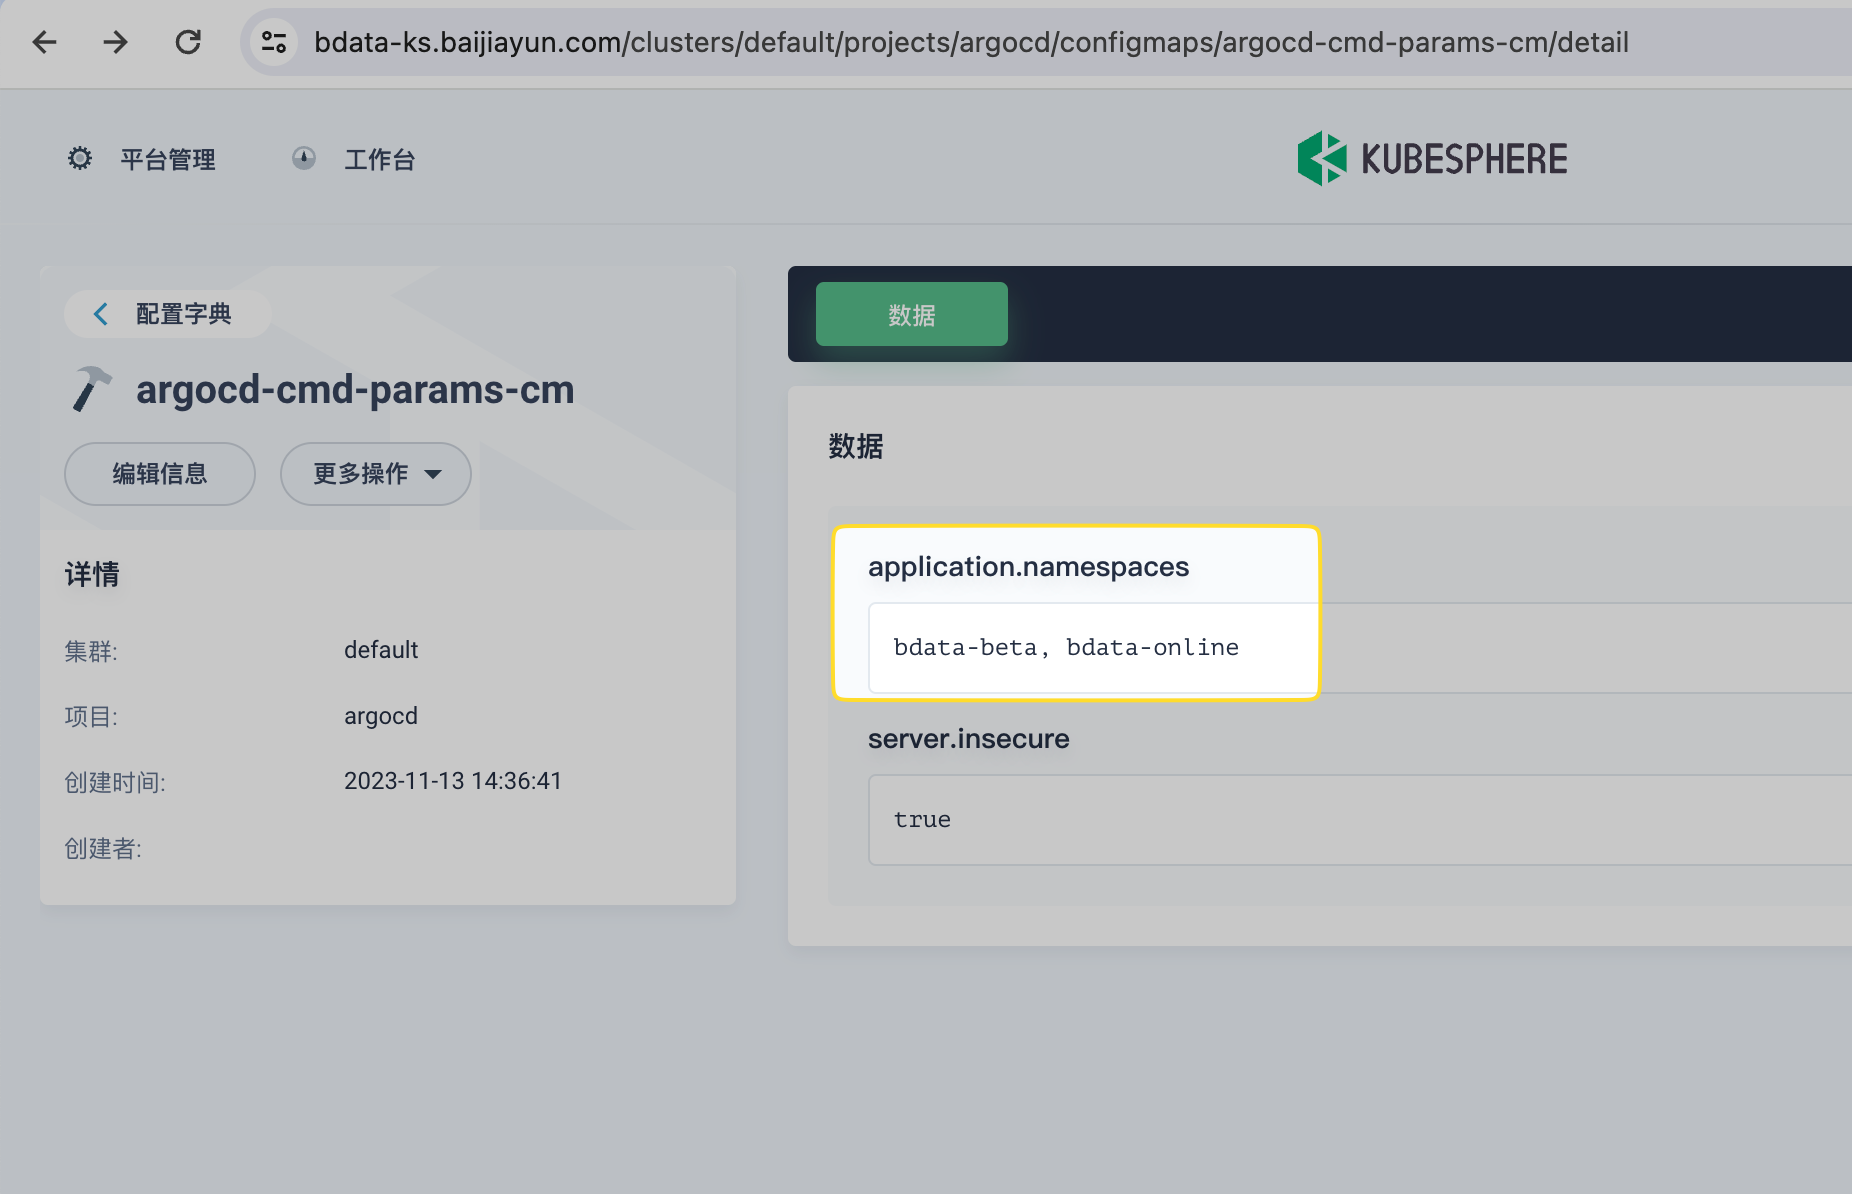 bdata-ks.baijiayun.com/clusters/default/projects/argocd/configmaps/argocd-cmd-params-cm/detail
平台管理
工作台
KUBESPHERE
配置字典
argocd-cmd-params-cm
编辑信息
更多操作
详情
集群:
default
项目:
argocd
创建时间:
2023-11-13 14:36:41
创建者:
数据
数据
application.namespaces
bdata-beta, bdata-online
server.insecure
true